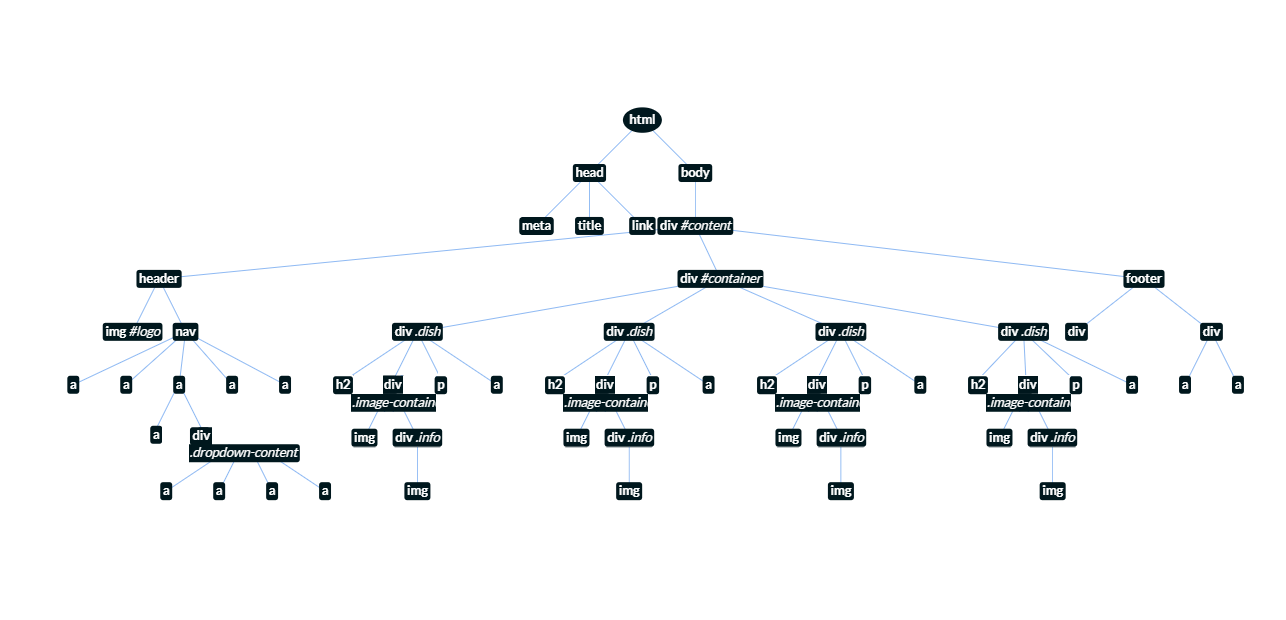 html
head
body
meta
title
link
div #content
header
div #container
footer
img #logo
nav
div .dish
div .dish
div .dish
div .dish
div
div
a
a
a
a
a
h2
div
.image-contain
p
a
h2
div
.image-contain
p
a
h2
div
.image-contain
p
a
h2
div
.image-contain
p
a
a
a
a
div
.dropdown-content
img
div .info
img
div .info
img
div .info
img
div .info
a
a
a
a
img
img
img
img